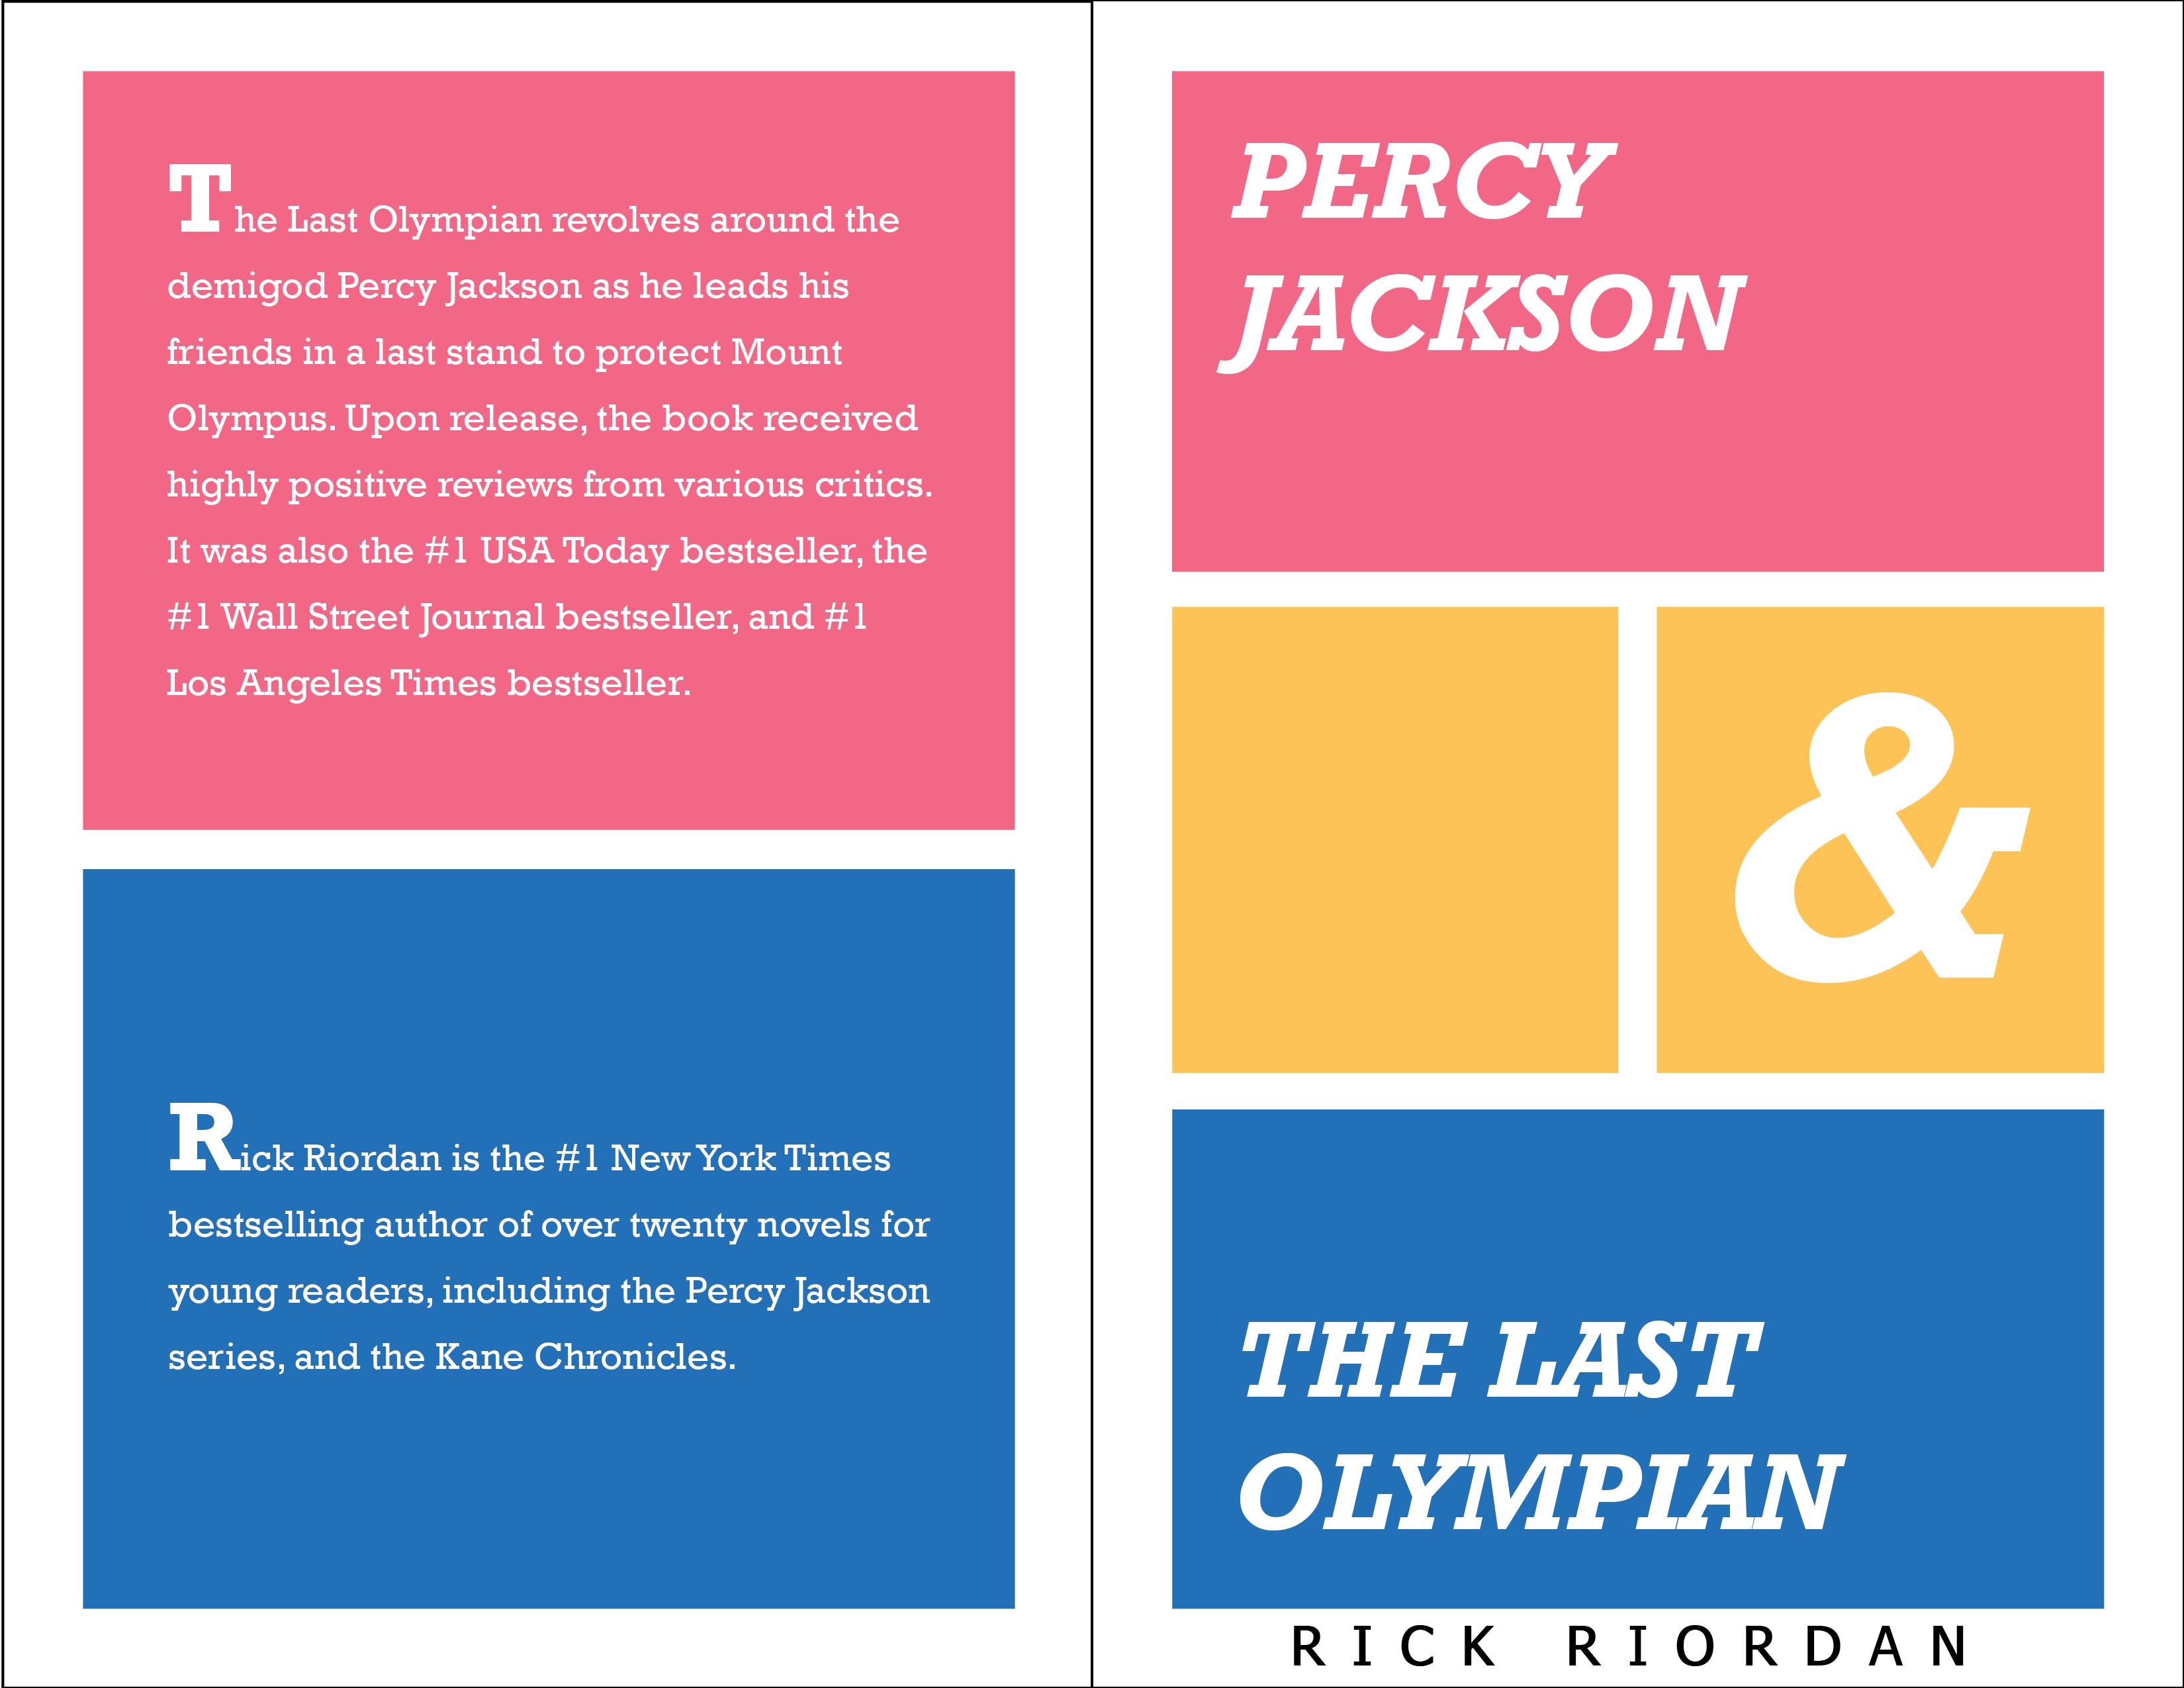 The Last Olympian revolves around the
demigod Percy Jackson as he leads his
friends in a last stand to protect Mount
Olympus. Upon release, the book received
highly positive reviews from various critics.
It was also the #1 USA Today bestseller, the
#1 Wall Street Journal bestseller, and #1
Los Angeles Times bestseller.
Rick Riordan is the #1 New York Times
bestselling author of over twenty novels for
young readers, including the Percy Jackson
series, and the Kane Chronicles.
PERCY
JACKSON
&
THE LAST
OLYMPIAN
RICK RIORDAN